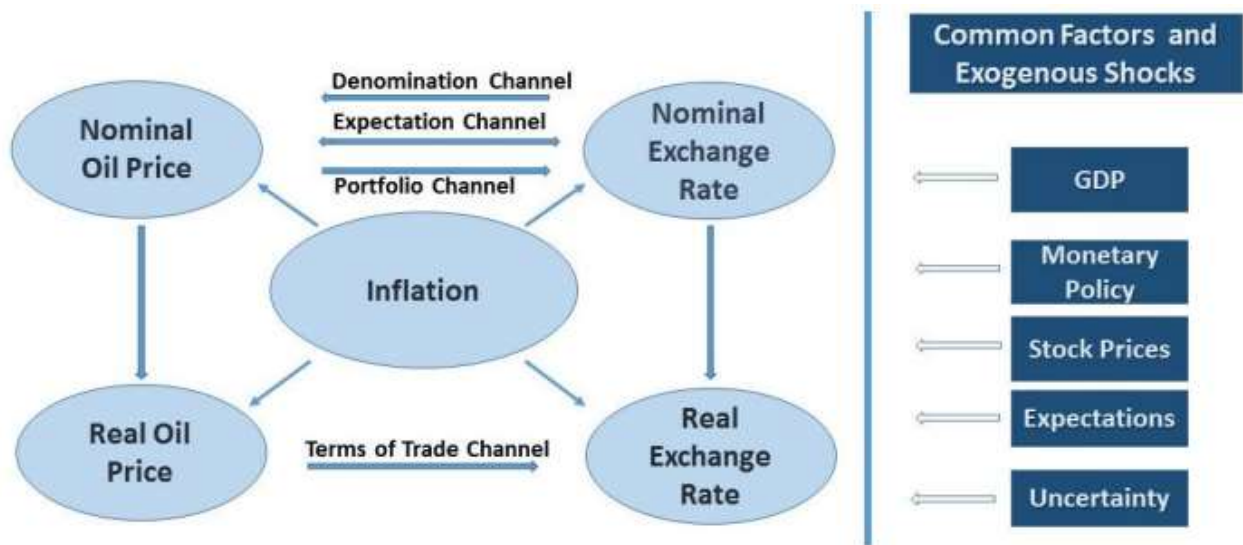 Denomination Channel
Expectation Channel
Portfolio Channel
Nominal
Oil Price
Nominal
Exchange
Rate
Inflation
Real Oil
Price
Terms of Trade Channel
Real
Exchange
Rate
Common Factors and
Exogenous Shocks
GDP
Monetary
Policy
Stock Prices
Expectations
Uncertainty